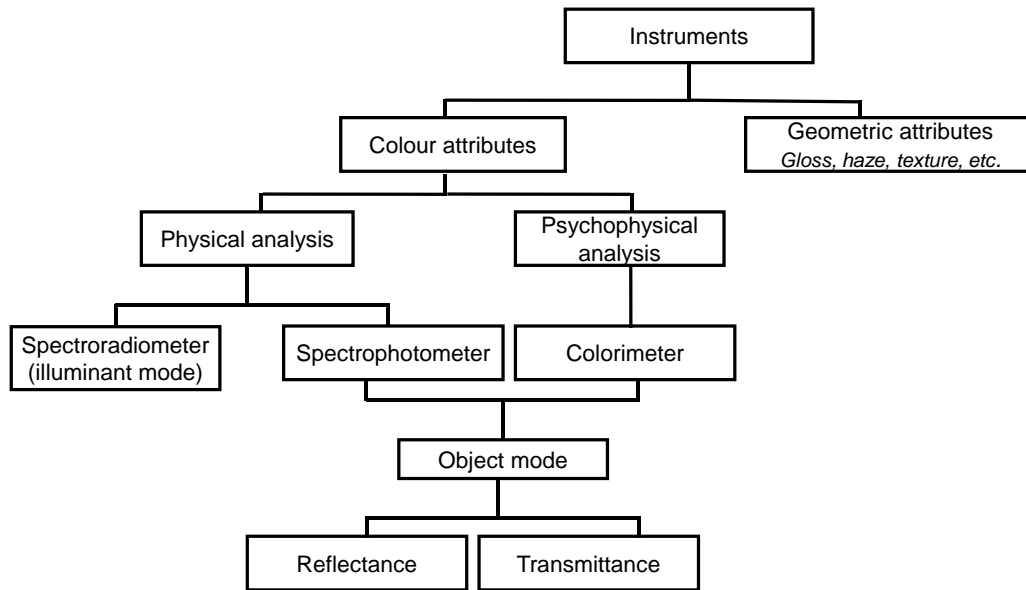 Instruments
Colour attributes
Geometric attributes
Gloss, haze, texture, etc.
Physical analysis
Psychophysical
analysis
Spectroradiometer
(illuminant mode)
Spectrophotometer
Colorimeter
Object mode
Reflectance
Transmittance